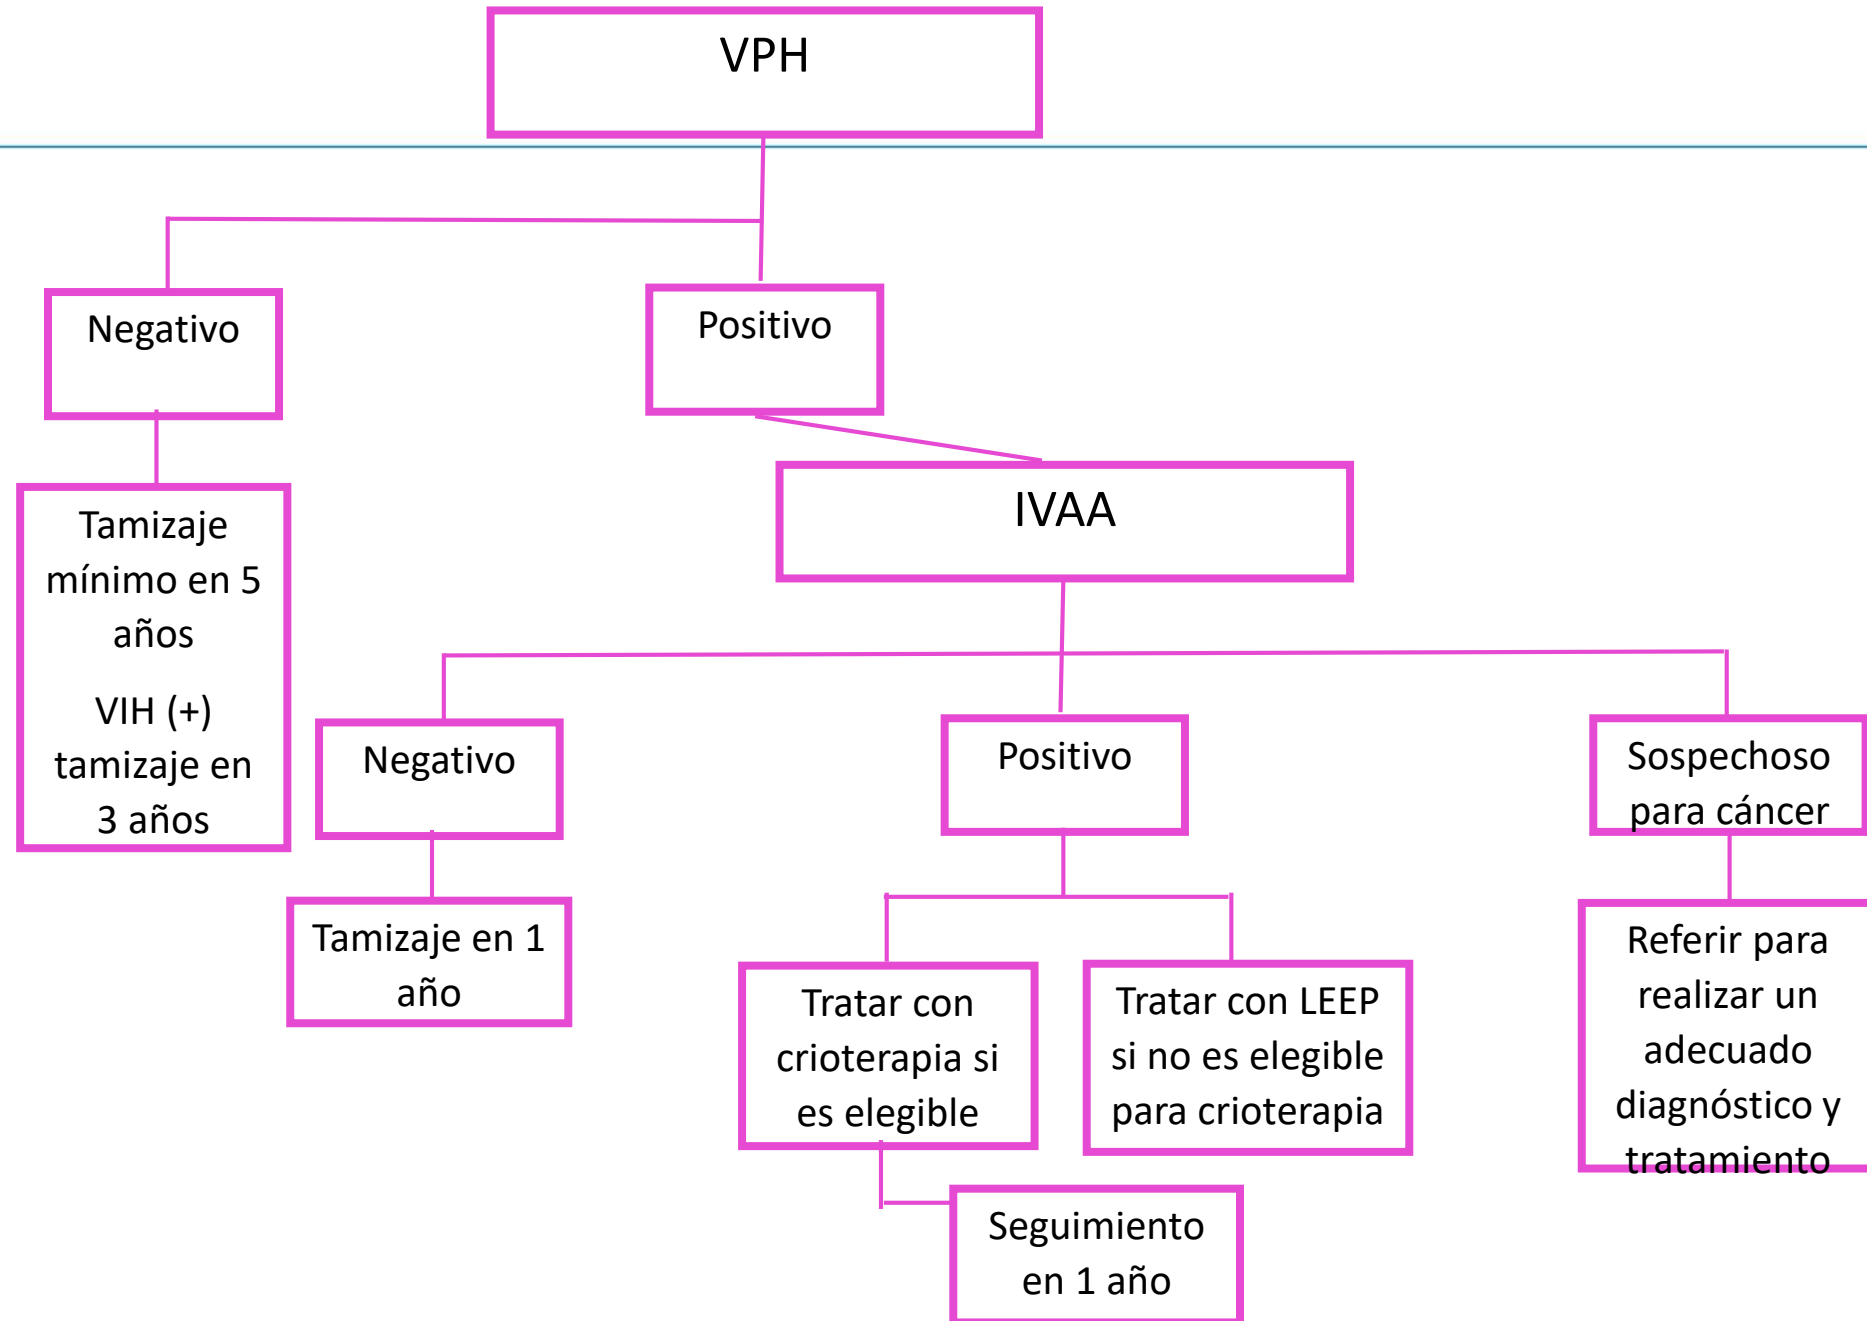 VPH
Negativo
Positivo
Tamizaje
mínimo en 5
años
VIH (+)
tamizaje en
3 años
IVAA
Negativo
Tamizaje en 1
año
Positivo
Tratar con
crioterapia si
es elegible
Seguimiento
en 1 año
Tratar con LEEP
si no es elegible
para crioterapia
Sospechoso
para cáncer
Referir para
realizar un
adecuado
diagnóstico y
tratamiento